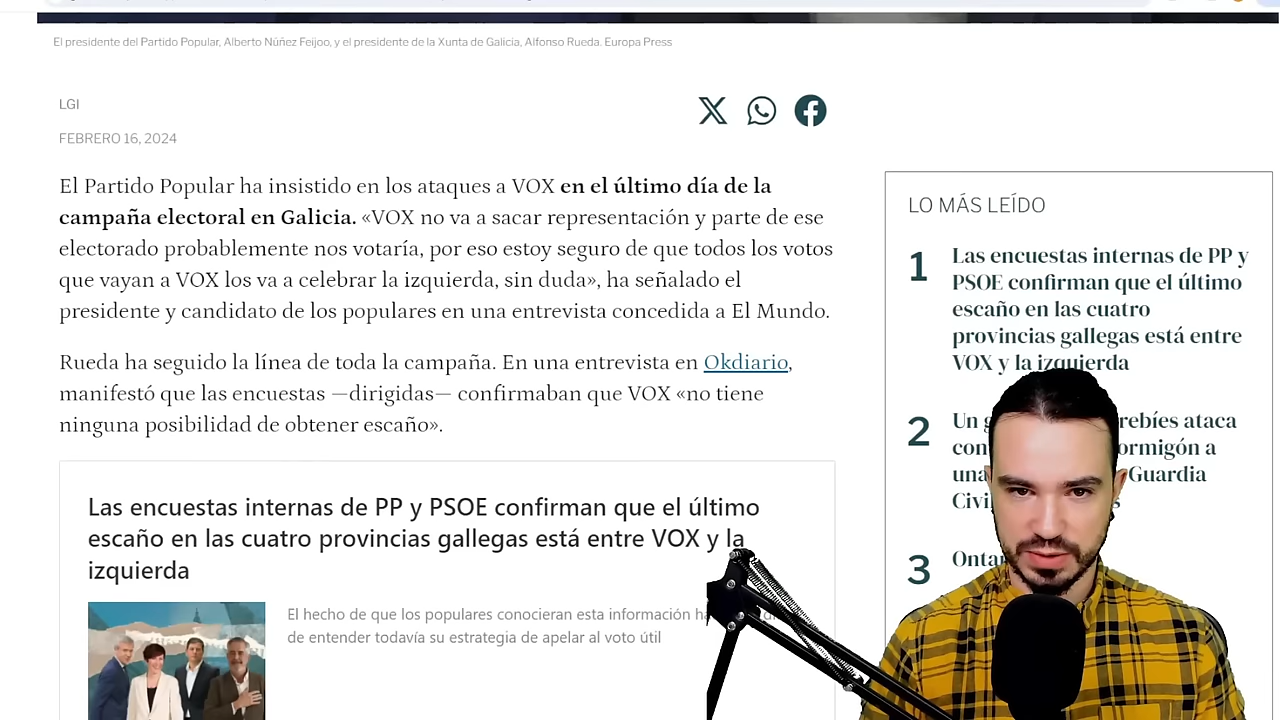 El presidente del Partido Popular, Alberto Núñez Feijoo, y el presidente de la Xunta de Galicia, Alfonso Rueda. Europa Press
LGI
FEBRERO 16, 2024
El Partido Popular ha insistido en los ataques a VOX en el último día de la
campaña electoral en Galicia. «VOX no va a sacar representación y parte de ese
electorado probablemente nos votaría, por eso estoy seguro de que todos los votos
que vayan a VOX los va a celebrar la izquierda, sin duda», ha señalado el
presidente y candidato de los populares en una entrevista concedida a El Mundo.
Rueda ha seguido la línea de toda la campaña. En una entrevista en Okdiario,
manifestó que las encuestas —dirigidas— confirmaban que VOX «no tiene
ninguna posibilidad de obtener escaño».
Las encuestas internas de PP y PSOE confirman que el último
escaño en las cuatro provincias gallegas está entre VOX y la
izquierda
El hecho de que los populares conocieran esta información
de entender todavía su estrategia de apelar al voto útil
LO MÁS LEÍDO
1 Las encuestas internas de PP y
PSOE confirman que el último
escaño en las cuatro
provincias gallegas está entre
VOX y la izquierda
2 Un ataca
a
una Guardia
3